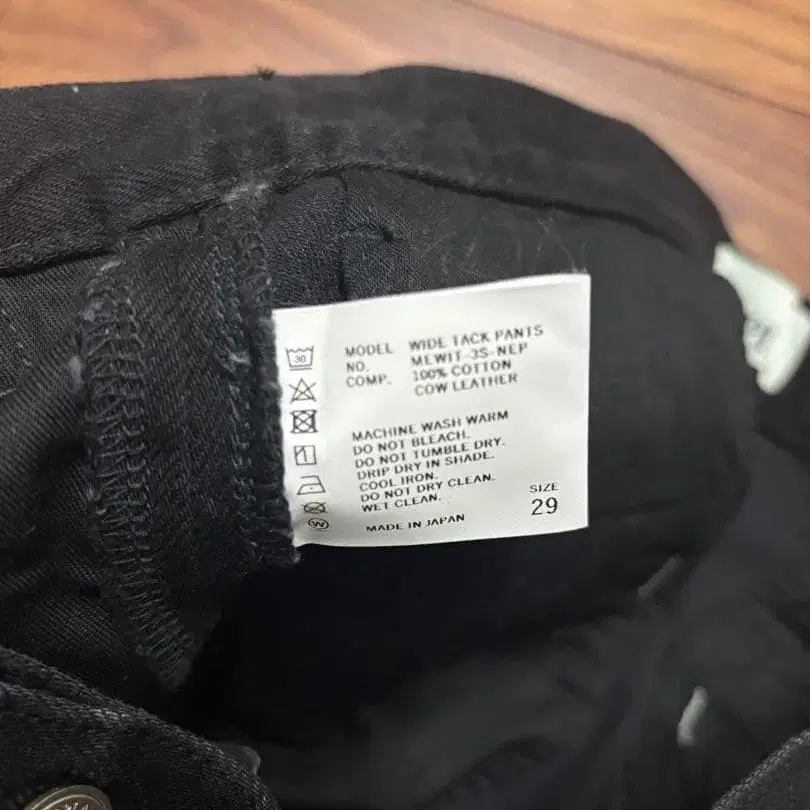 30
MODEL WIDE TACK PANTS
NO. MEWIT-3S-NEP
COMP. 100% COTTON
COW LEATHER
MACHINE WASH WARM
DO NOT BLEACH.
DO NOT TUMBLE DRY.
DRIP DRY IN SHADE.
COOL IRON.
DO NOT DRY CLEAN.
WET CLEAN.
W
MADE IN JAPAN
SIZE
29